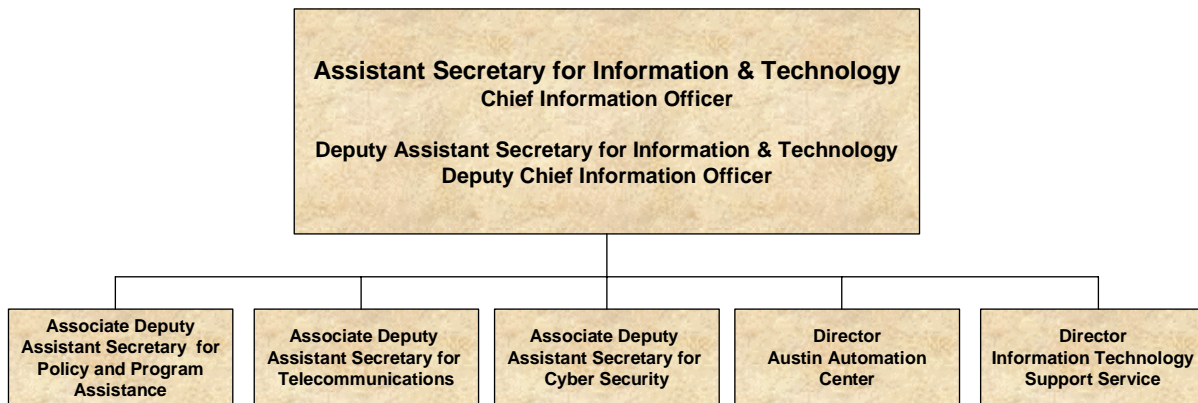 Assistant Secretary for Information & Technology
Chief Information Officer
Deputy Assistant Secretary for Information & Technology
Deputy Chief Information Officer
Associate Deputy
Assistant Secretary for
Policy and Program
Assistance
Associate Deputy
Assistant Secretary for
Telecommunications
Associate Deputy
Assistant Secretary for
Cyber Security
Director
Austin Automation
Center
Director
Information Technology
Support Service